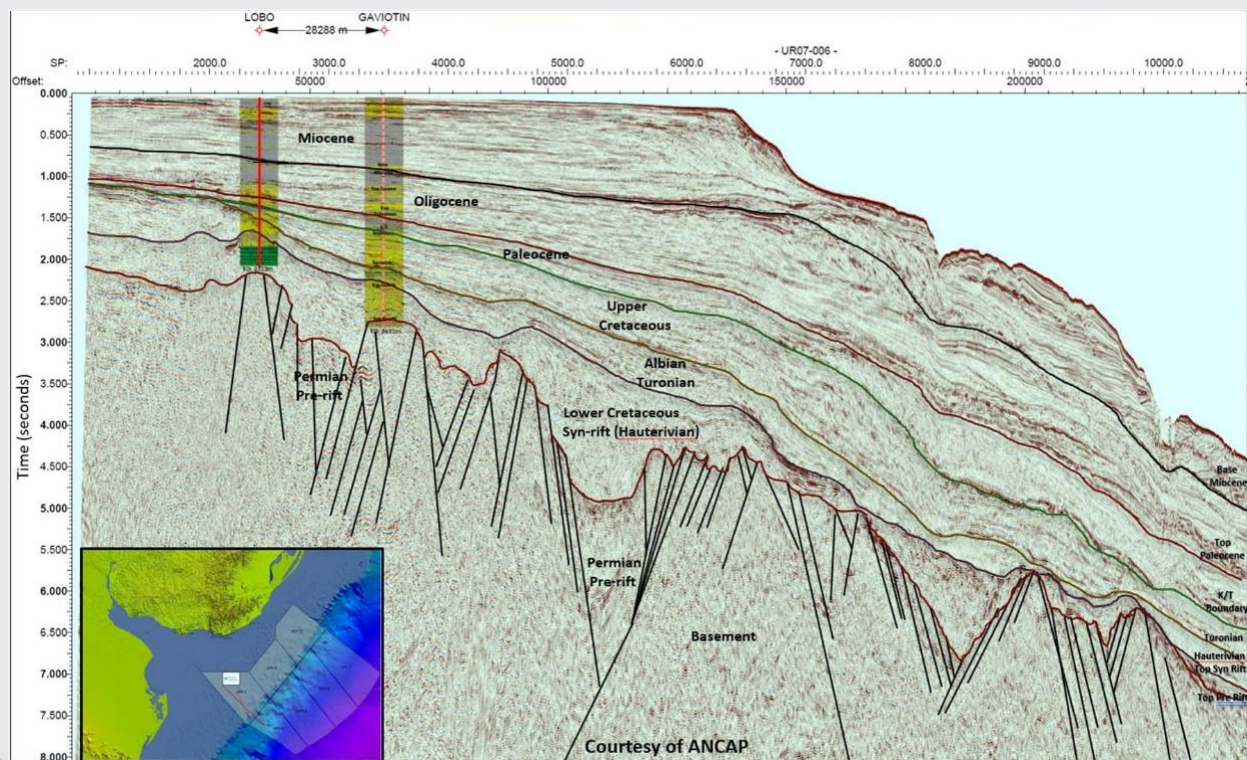 LOBO GAVIOTIN
28288 m
- UR07-006 -
SP: 2000.0 3000.0 4000.0 5000.0 6000.0 7000.0 8000.0 9000.0 10000.0
Offset: 50000 100000 150000 200000
0.000
0.500
1.000
1.500
2.000
2.500
3.000
3.500
4.000
4.500
5.000
5.500
6.000
6.500
7.000
7.500
8.000
Time (seconds)
Miocene
Oligocene
Paleocene
Upper
Cretaceous
Albian
Turonian
Permian
Pre-rift
Lower Cretaceous
Syn-rift (Hauterivian)
Permian
Pre-rift
Basement
Base
Miocene
Top
Paleocene
K/T
Boundary
Turonian
Hauterivian
Top Syn Rift
Top Pre Rift
Courtesy of ANCAP